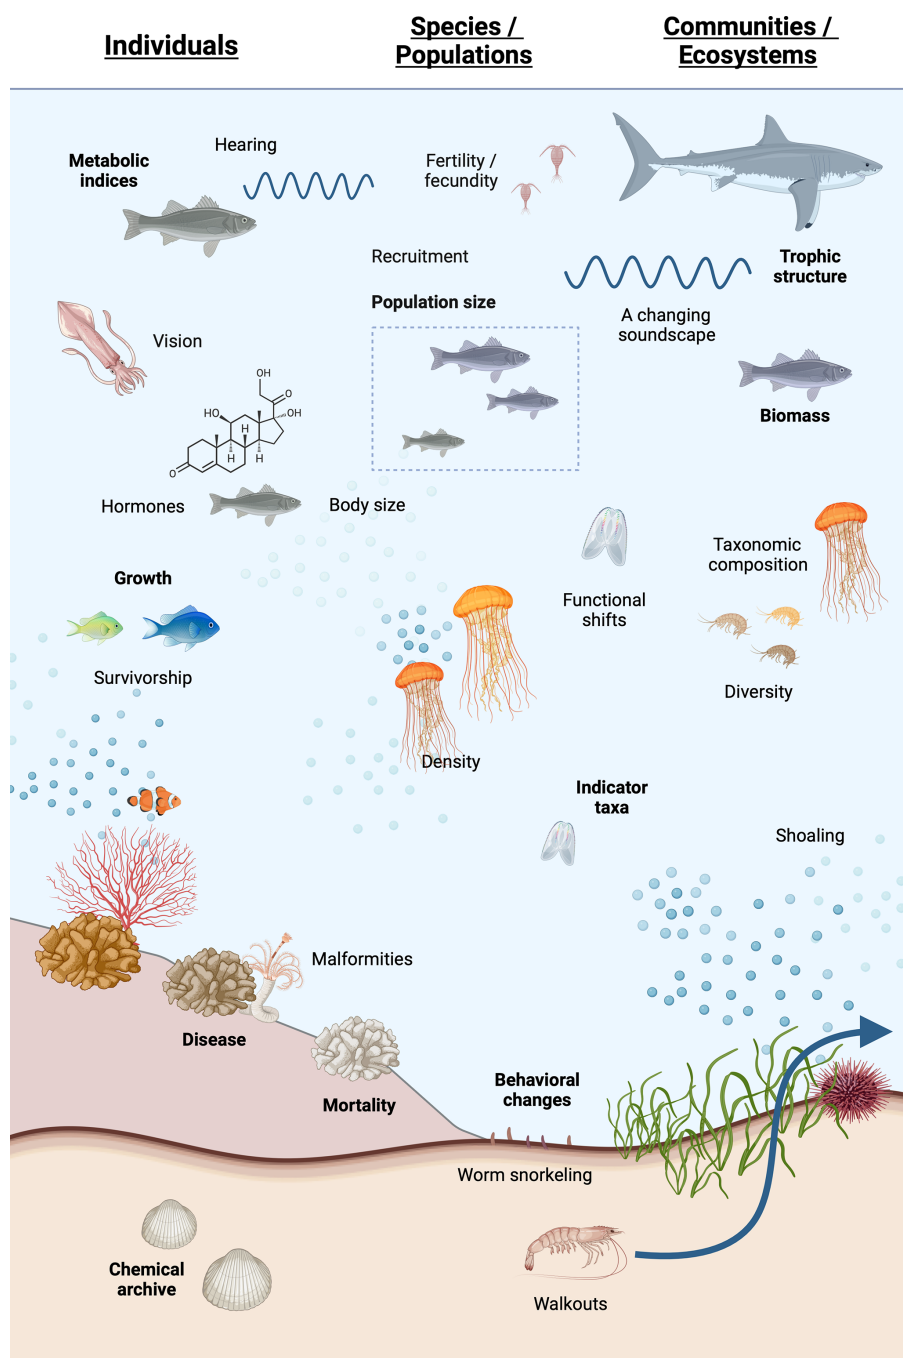 Individuals
Species /
Populations
Communities /
Ecosystems
Hearing
Metabolic
indices
Fertility /
fecundity
Recruitment
Trophic
structure
Population size
A changing
soundscape
Vision
OH
O
HO
OH
H
H
H
O
Biomass
Hormones
Body size
Taxonomic
composition
Growth
Functional
shifts
Survivorship
Diversity
Density
Indicator
taxa
Shoaling
Malformities
Disease
Behavioral
changes
Mortality
Worm snorkeling
Chemical
archive
Walkouts